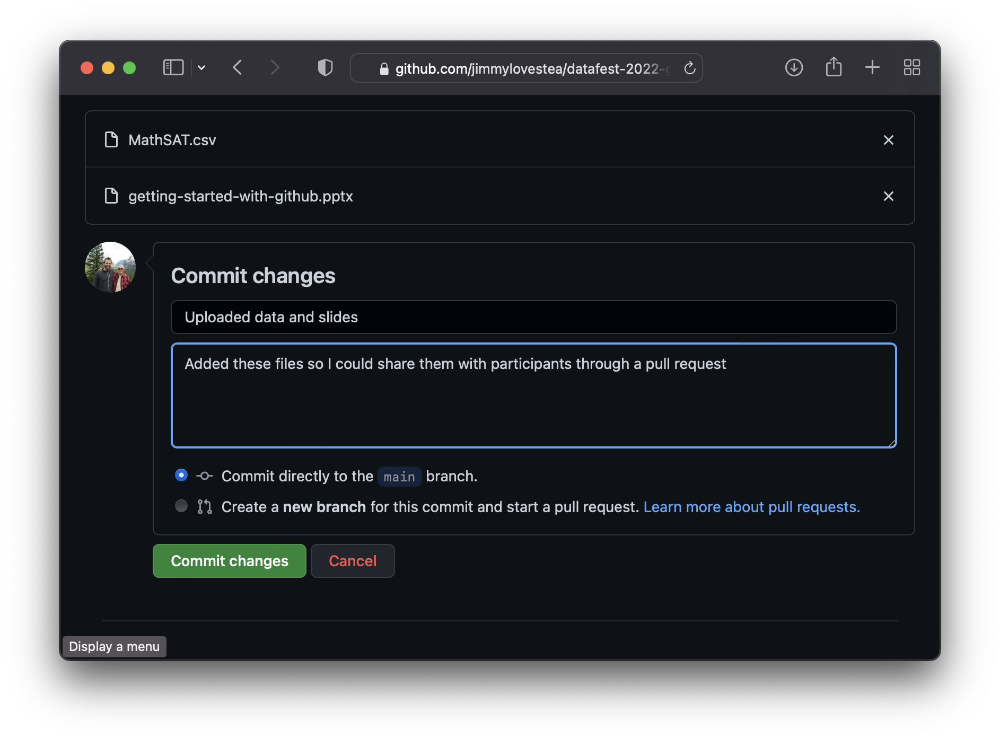 github.com/jimmylovestea/datafest-2022-
MathSAT.csv
getting-started-with-github.pptx
Commit changes
Uploaded data and slides
Added these files so I could share them with participants through a pull request
Commit directly to the main branch.
Create a new branch for this commit and start a pull request. Learn more about pull requests.
Commit changes Cancel
Display a menu